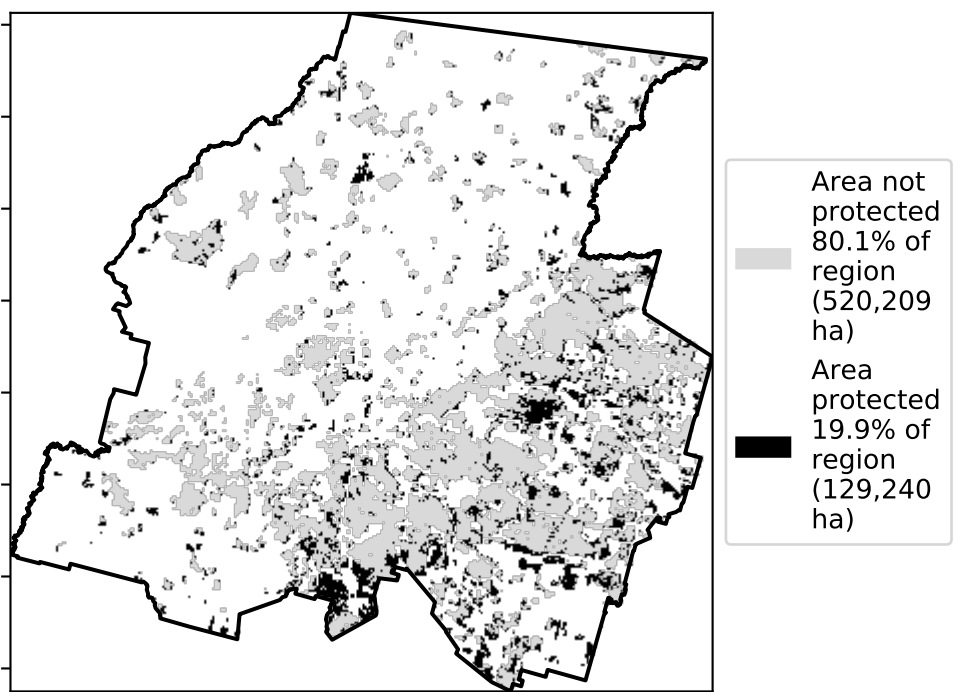 Area not
protected
80.1% of
region
(520,209
ha)
Area
protected
19.9% of
region
(129,240
ha)